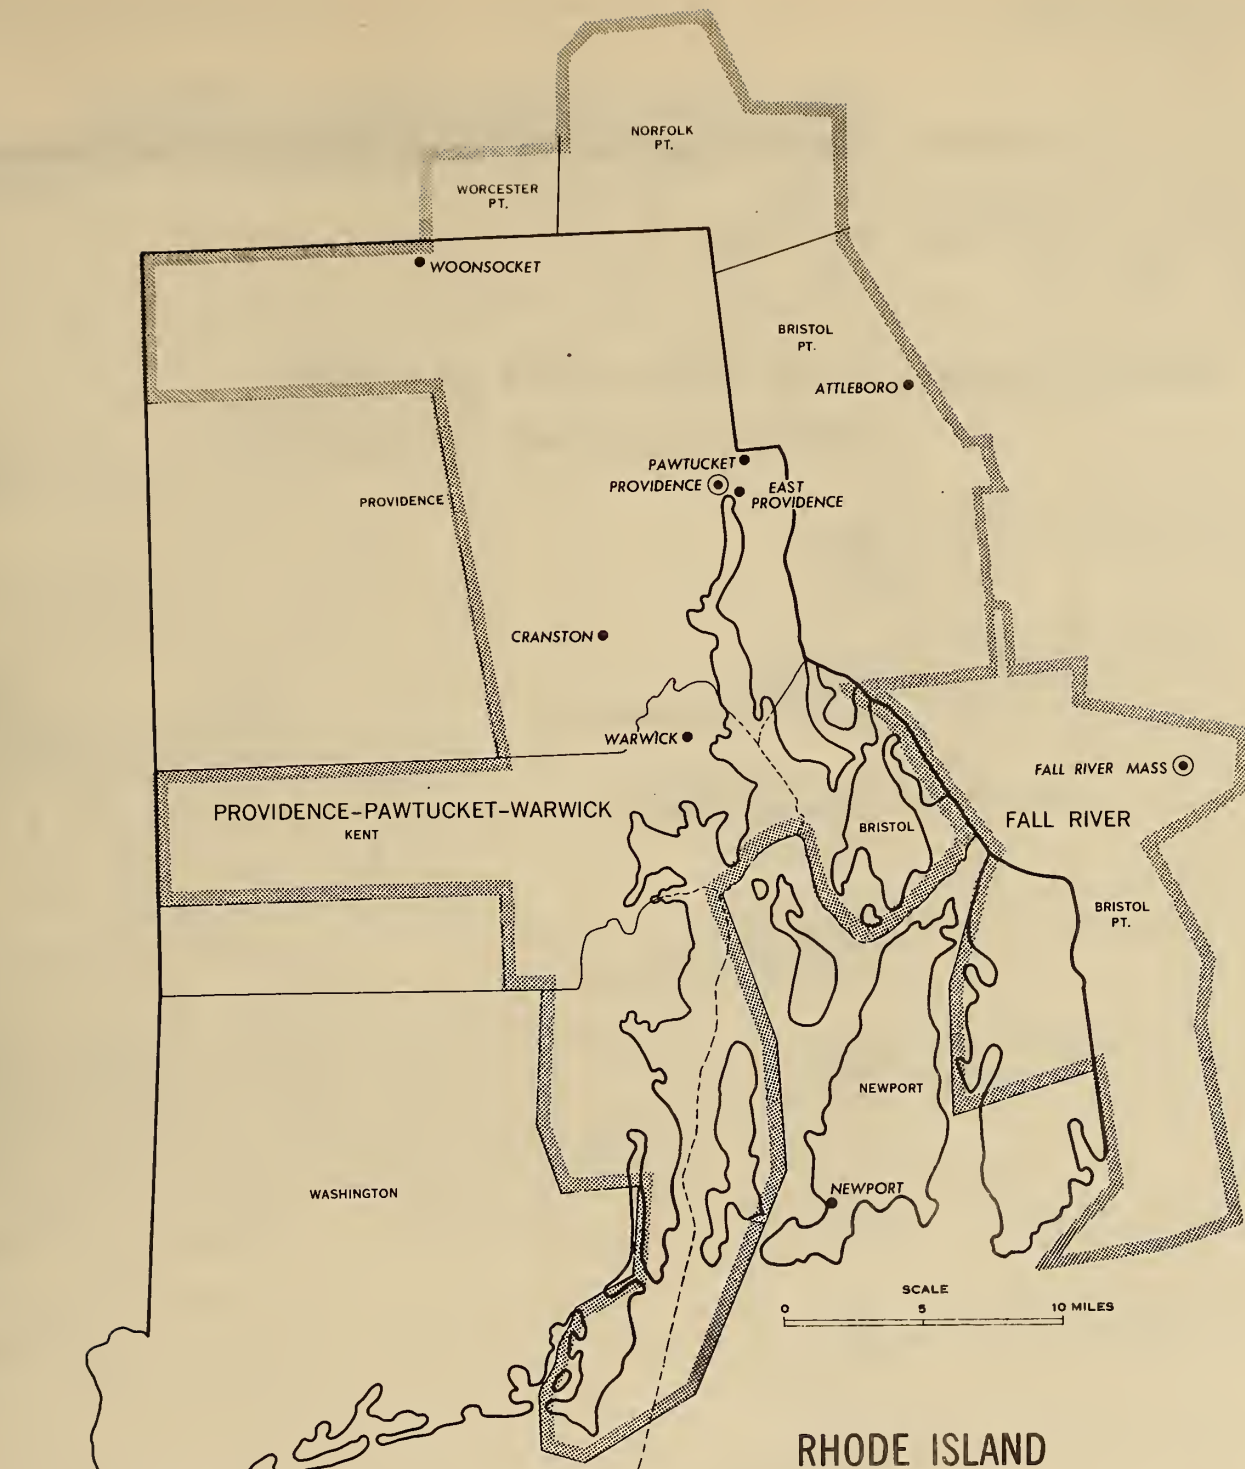 NORFOLK
PT.
WORCESTER
PT.
WOONSOCKET
BRISTOL
PT.
ATTLEBORO
PAWTUCKET
PROVIDENCE
EAST
PROVIDENCE
PROVIDENCE
CRANSTON
WARWICK
FALL RIVER MASS
PROVIDENCE-PAWTUCKET-WARWICK
KENT
FALL RIVER
BRISTOL
BRISTOL
PT.
NEWPORT
WASHINGTON
NEWPORT
SCALE
0 5 10 MILES
RHODE ISLAND